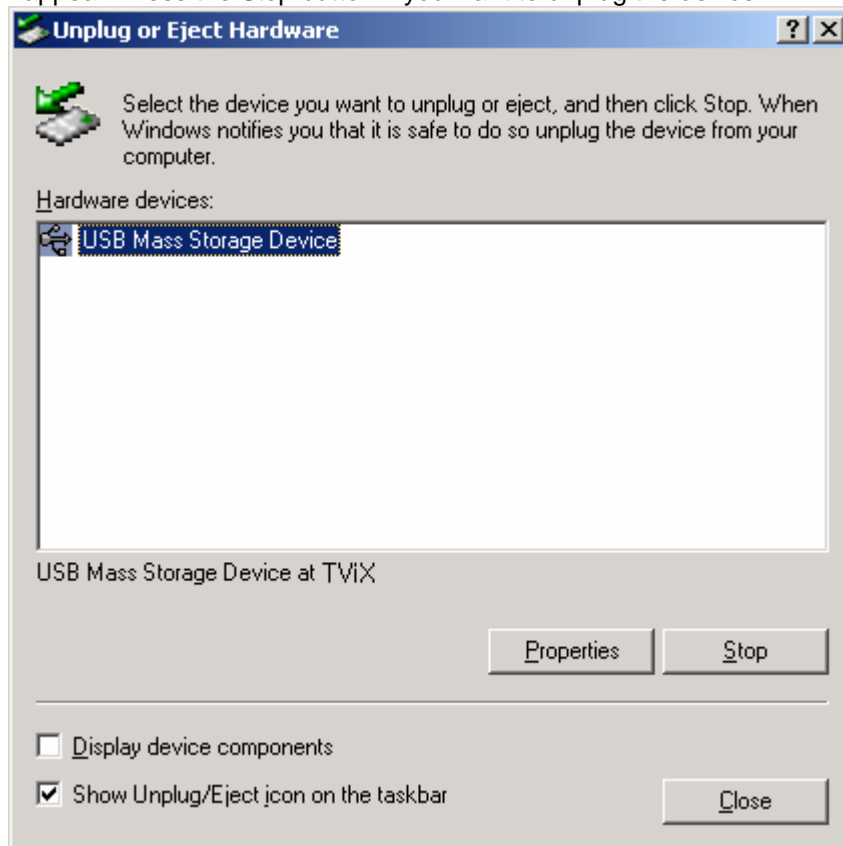 Unplug or Eject Hardware
Select the device you want to unplug or eject, and then click Stop. When
Windows notifies you that it is safe to do so unplug the device from your
computer.
Hardware devices:
USB Mass Storage Device
USB Mass Storage Device at TViX
Properties Stop
Display device components
Show Unplug/Eject icon on the taskbar
Close